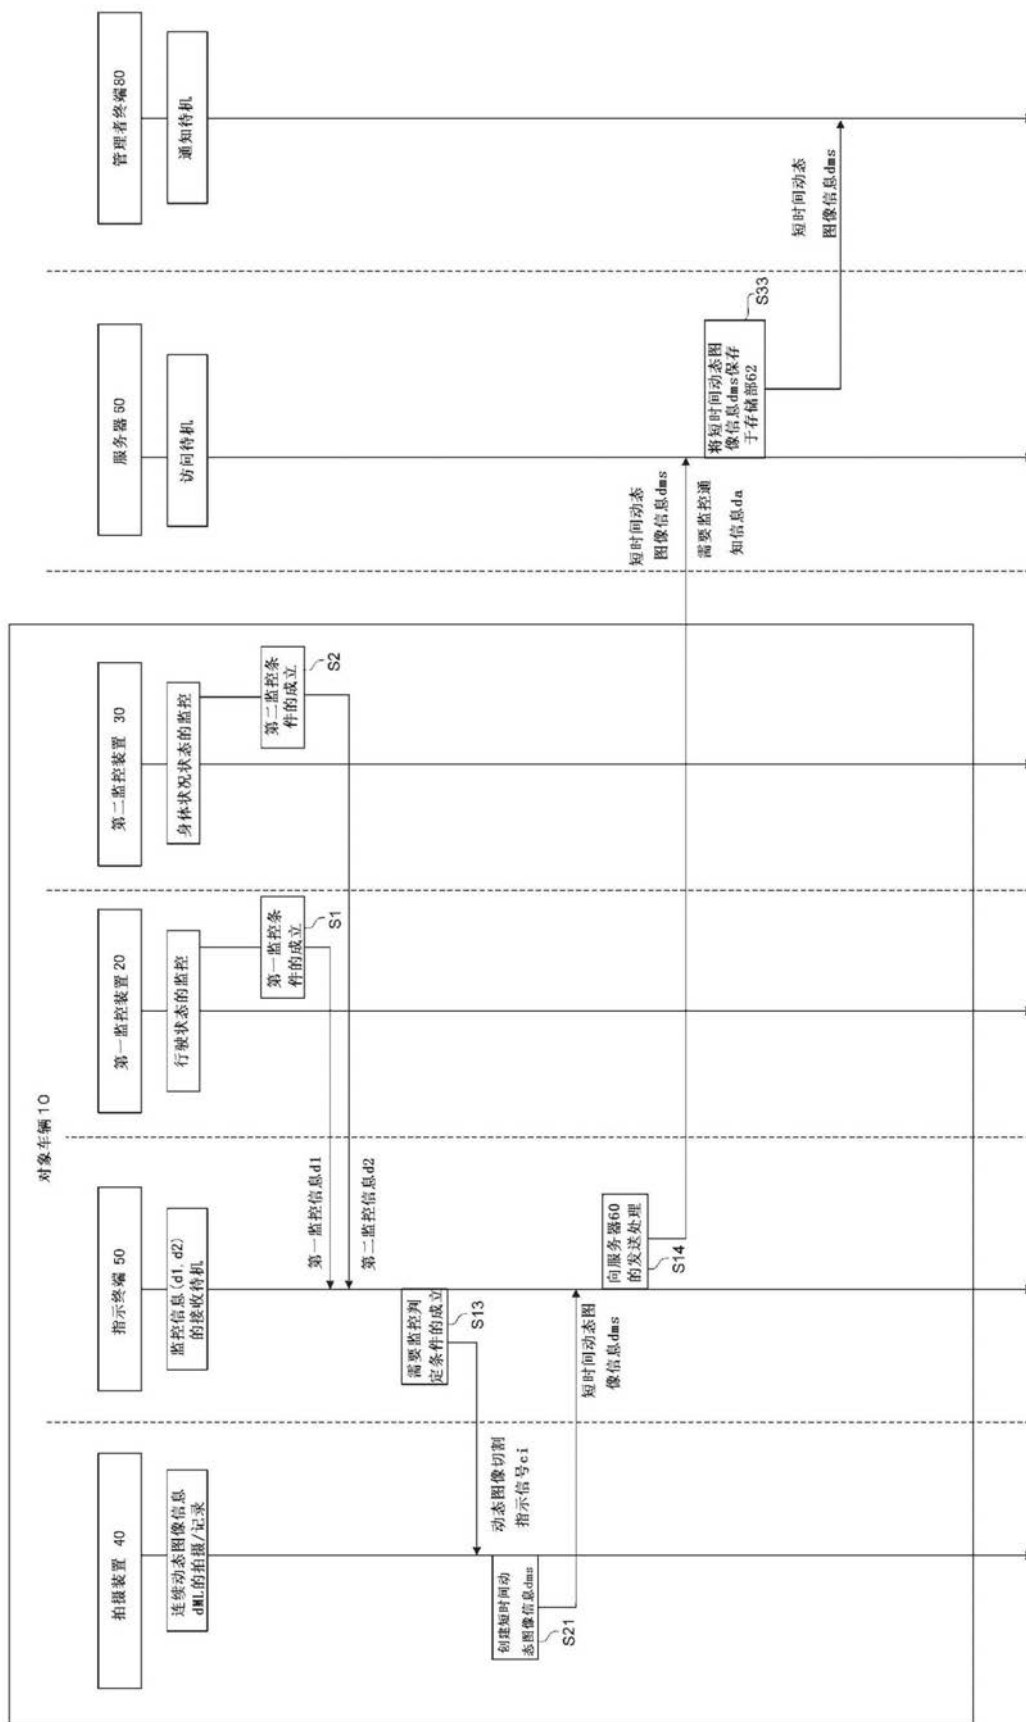 对象车辆10
拍摄装置 40
指示终端 50
第一监控装置 20
第二监控装置 30
服务器 60
管理者终端80
连续动态图像信息
dML的拍摄/记录
监控信息(d1,d2)
的接收待机
行驶状态的监控
身体状况状态的监控
访问待机
通知待机
第一监控条
件的成立
S1
第二监控条
件的成立
S2
第一监控信息d1
第二监控信息d2
需要监控判
定条件的成立
S13
动态图像切割
指示信号ci
创建短时间动
态图像信息dms
S21
短时间动态图
像信息dms
向服务器60
的发送处理
S14
短时间动态
图像信息dms
需要监控通
知信息da
将短时间动态图
像信息dms保存
于存储部62
S33
短时间动态
图像信息dms